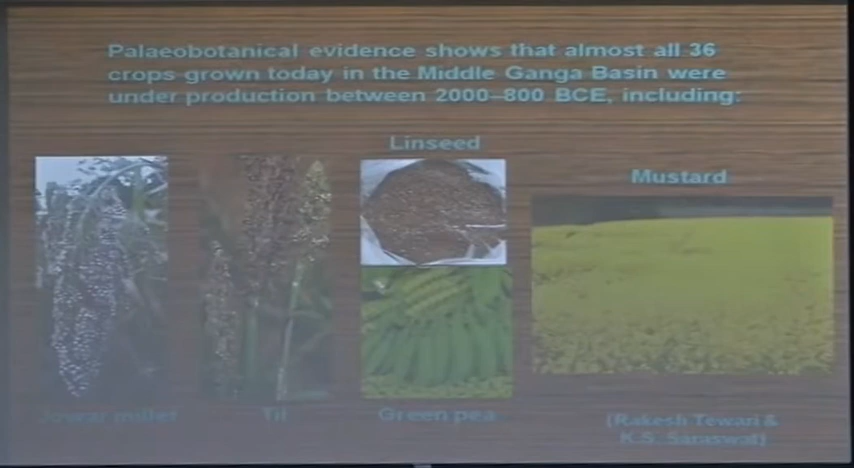 Palaeobotanical evidence shows that almost all 36
crops grown today in the Middle Ganga Basin were
under production between 2000–800 BCE, including:
Linseed
Mustard
Jowar millet
Til
Green pea
(Rakesh Tewari &
K.S. Saraswat)